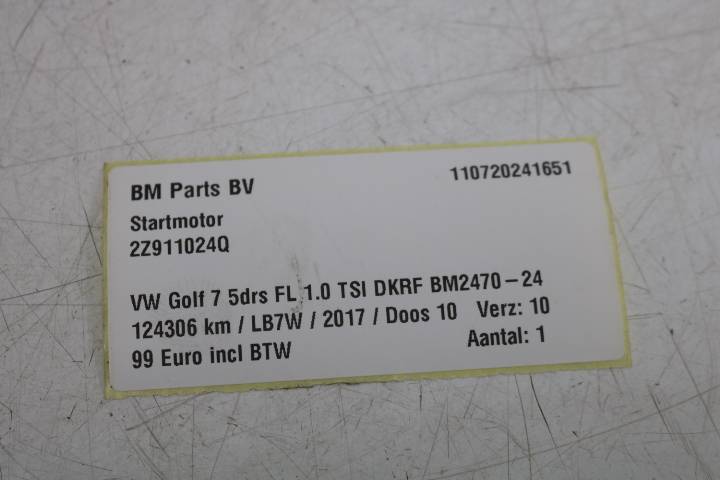 BM Parts BV 110720241651
Startmotor
2Z911024Q
VW Golf 7 5drs FL 1.0 TSI DKRF BM2470-24
124306 km / LB7W / 2017 / Doos 10 Verz: 10
99 Euro incl BTW Aantal: 1